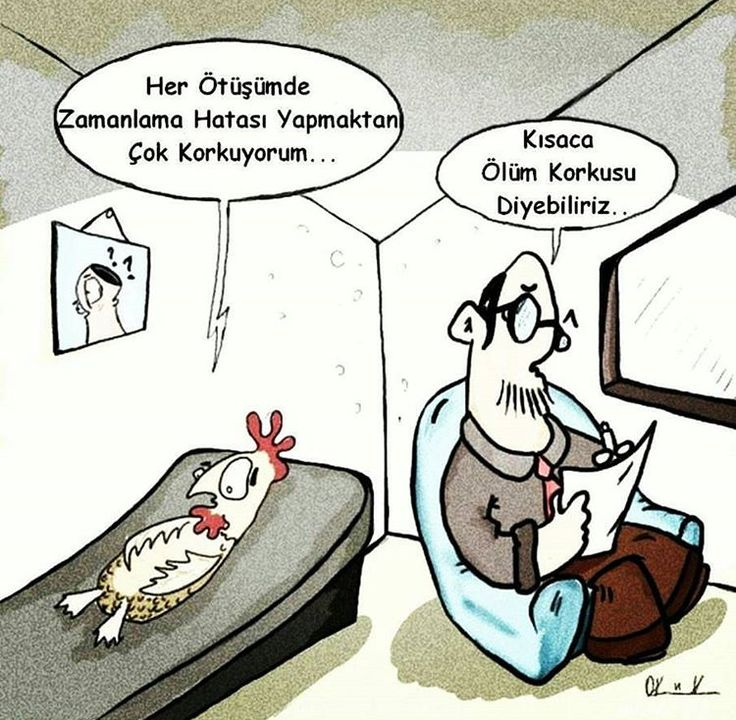 Her Ötüşümde
Zamanlama Hatası Yapmaktan
Çok Korkuyorum...
Kısaca
Ölüm Korkusu
Diyebiliriz..
? ?